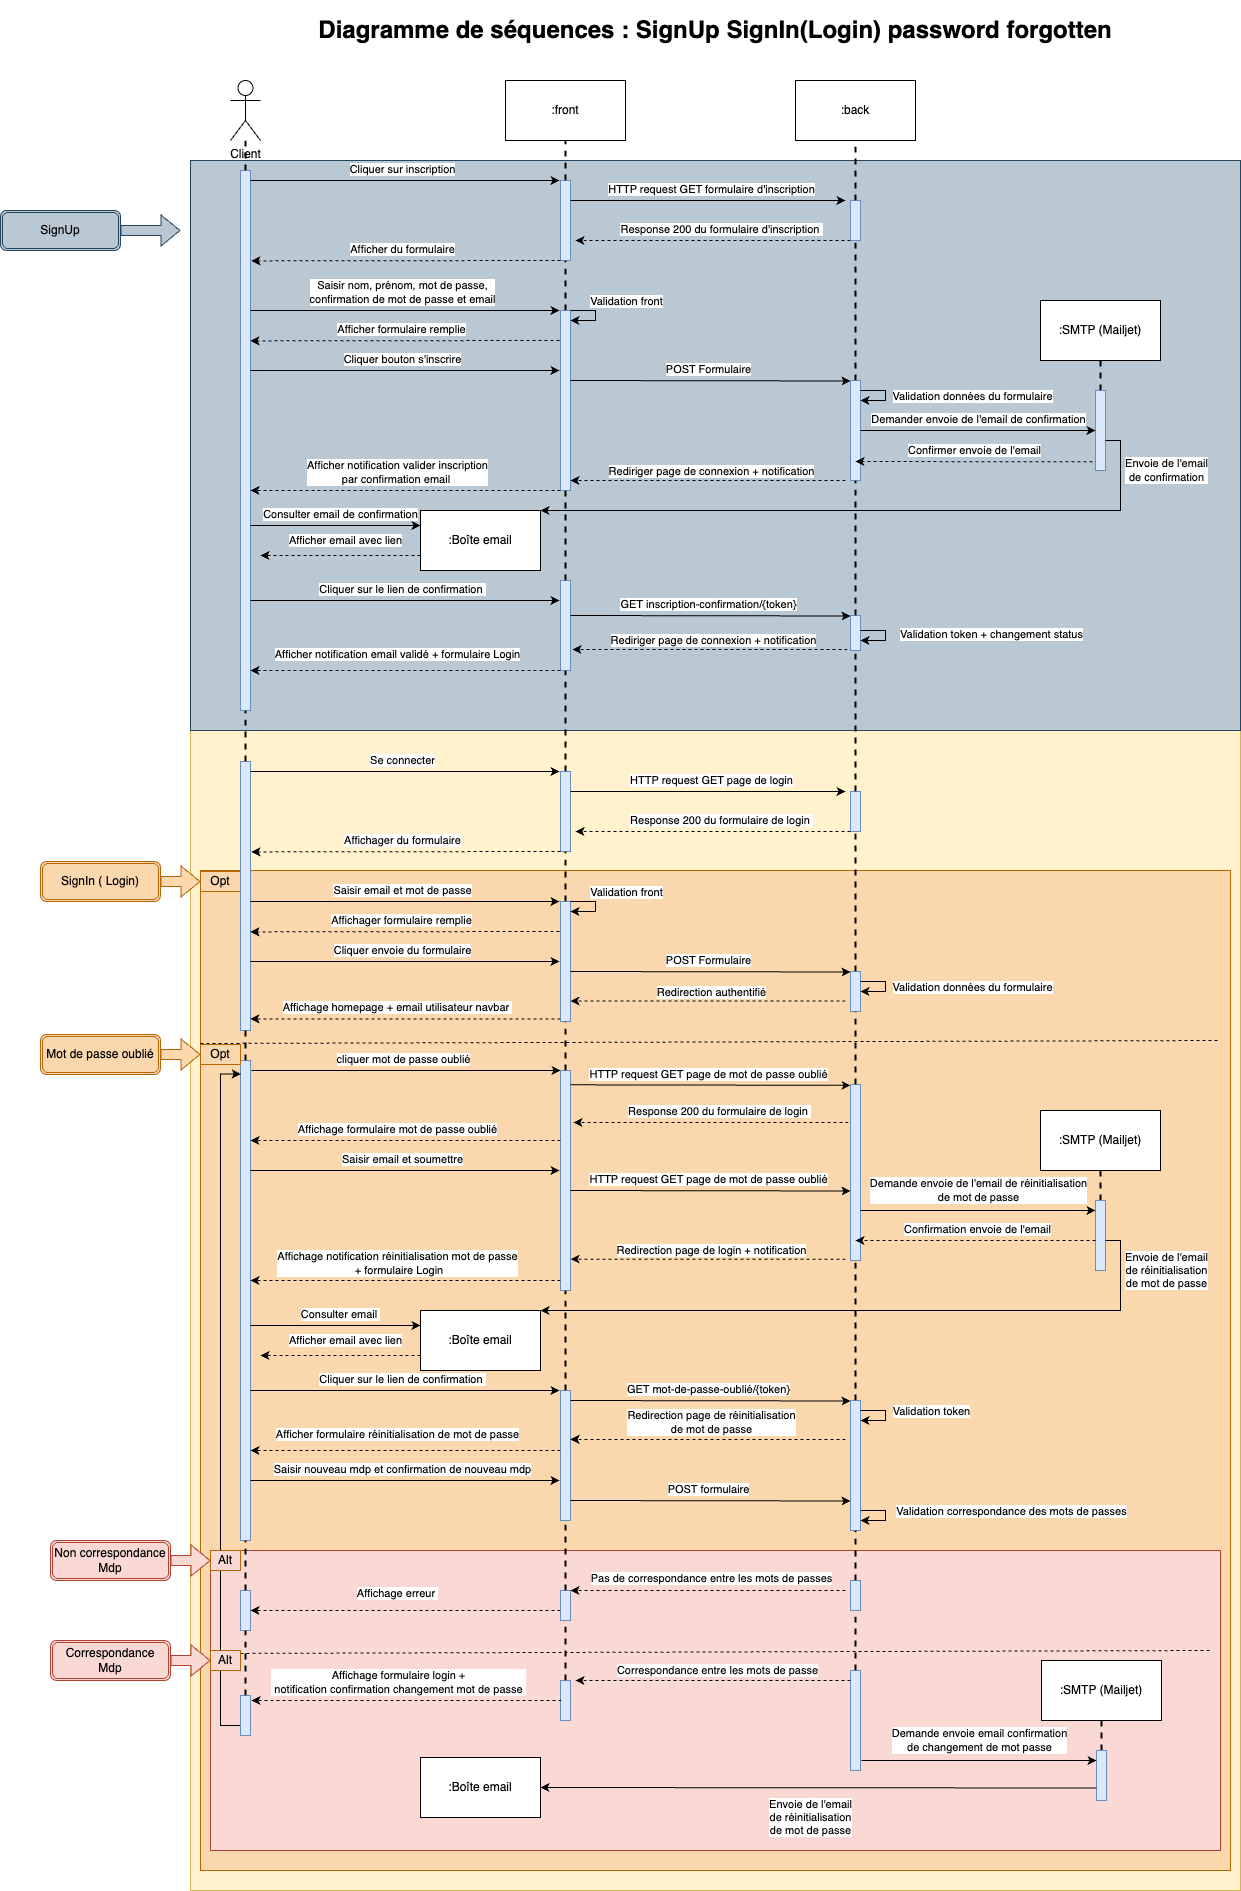 Diagramme de séquences : SignUp SignIn(Login) password forgotten
:front
:back
Client
Cliquer sur inscription
HTTP request GET formulaire d'inscription
SignUp
Response 200 du formulaire d'inscription
Afficher du formulaire
Saisir nom, prénom, mot de passe,
confirmation de mot de passe et email
Validation front
Afficher formulaire remplie
:SMTP (Mailjet)
Cliquer bouton s'inscrire
POST Formulaire
Validation données du formulaire
Demander envoie de l'email de confirmation
Confirmer envoie de l'email
Envoie de l'email
de confirmation
Afficher notification valider inscription
par confirmation email
Rediriger page de connexion + notification
Consulter email de confirmation
Afficher email avec lien
:Boîte email
Cliquer sur le lien de confirmation
GET inscription-confirmation/{token}
Validation token + changement status
Rediriger page de connexion + notification
Afficher notification email validé + formulaire Login
Se connecter
HTTP request GET page de login
Response 200 du formulaire de login
Affichager du formulaire
SignIn ( Login)
Opt
Saisir email et mot de passe
Validation front
Affichager formulaire remplie
Cliquer envoie du formulaire
POST Formulaire
Validation données du formulaire
Redirection authentifié
Affichage homepage + email utilisateur navbar
Mot de passe oublié
Opt
cliquer mot de passe oublié
HTTP request GET page de mot de passe oublié
Response 200 du formulaire de login
Affichage formulaire mot de passe oublié
:SMTP (Mailjet)
Saisir email et soumettre
HTTP request GET page de mot de passe oublié
Demande envoie de l'email de réinitialisation
de mot de passe
Confirmation envoie de l'email
Redirection page de login + notification
Affichage notification réinitialisation mot de passe
+ formulaire Login
Envoie de l'email
de réinitialisation
de mot de passe
Consulter email
Afficher email avec lien
:Boîte email
Cliquer sur le lien de confirmation
GET mot-de-passe-oublié/{token}
Validation token
Redirection page de réinitialisation
de mot de passe
Afficher formulaire réinitialisation de mot de passe
Saisir nouveau mdp et confirmation de nouveau mdp
POST formulaire
Validation correspondance des mots de passes
Non correspondance
Mdp
Alt
Pas de correspondance entre les mots de passes
Affichage erreur
Correspondance
Mdp
Alt
Correspondance entre les mots de passe
Affichage formulaire login +
notification confirmation changement mot de passe
:SMTP (Mailjet)
Demande envoie email confirmation
de changement de mot passe
:Boîte email
Envoie de l'email
de réinitialisation
de mot de passe